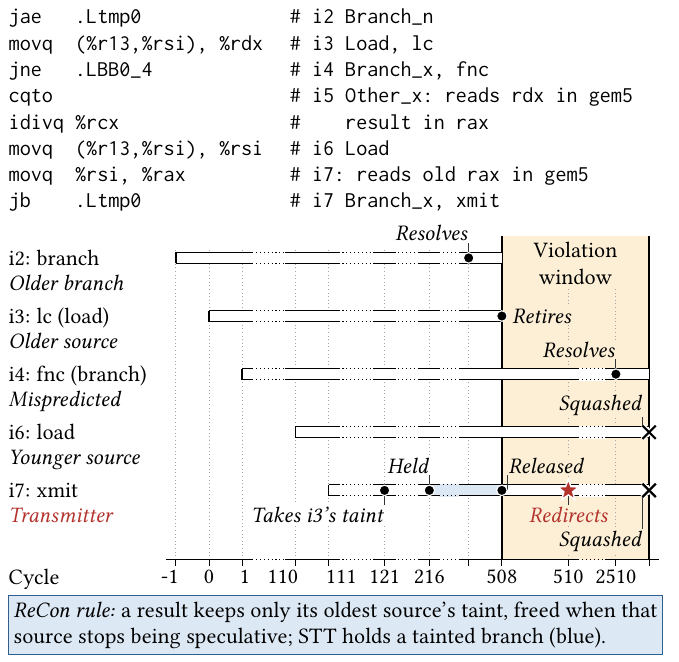 jae   .Ltmp0            # i2 Branch_n
movq  (%r13,%rsi), %rdx  # i3 Load, lc
jne   .LBB0_4           # i4 Branch_x, fnc
cqto                    # i5 Other_x: reads rdx in gem5
idivq %rcx              #    result in rax
movq  (%r13,%rsi), %rsi  # i6 Load
movq  %rsi, %rax        # i7: reads old rax in gem5
jb    .Ltmp0            # i7 Branch_x, xmit
Resolves
Violation
window
i2: branch
Older branch
i3: lc (load)
Older source
Retires
Resolves
i4: fnc (branch)
Mispredicted
Squashed
i6: load
Younger source
Held
Released
i7: xmit
Transmitter
Takes i3's taint
Redirects
Squashed
Cycle -1 0 1 110 111 121 216 508 510 2510
ReCon rule: a result keeps only its oldest source's taint, freed when that
source stops being speculative; STT holds a tainted branch (blue).